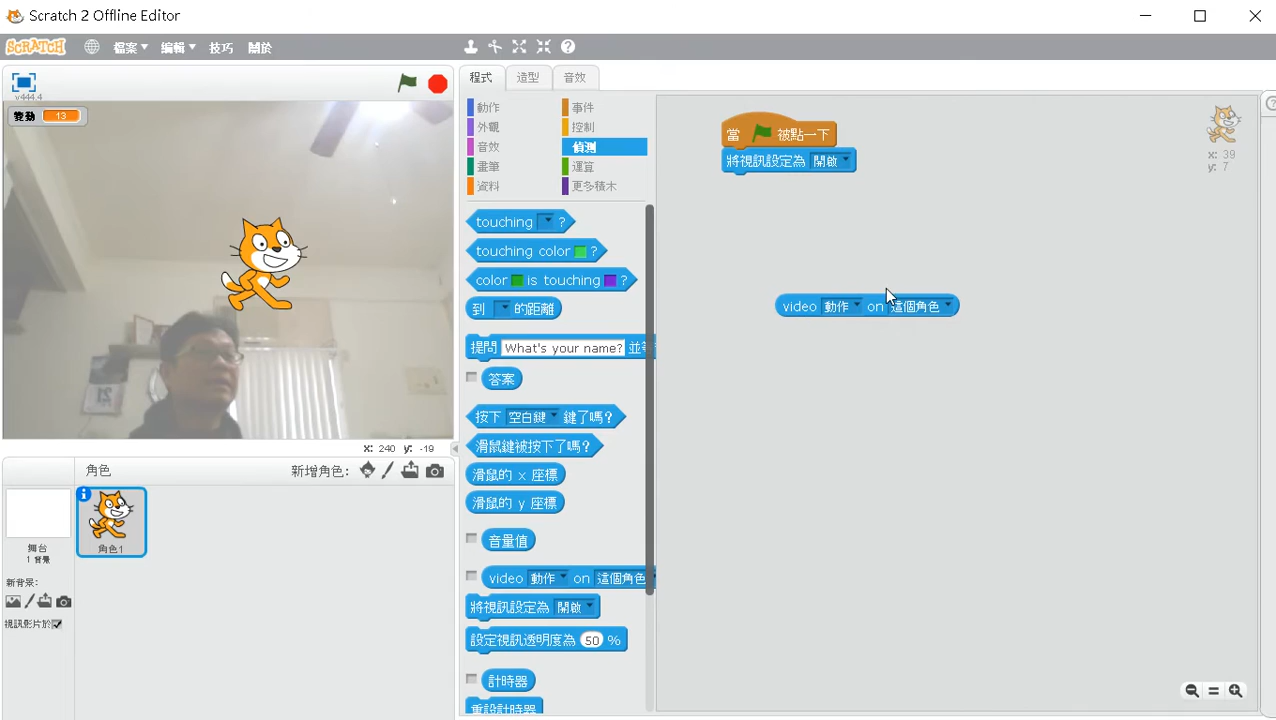 Scratch 2 Offline Editor
SCRATCH 檔案 編輯 技巧 關於
v444.4
變動 13
x: 240 y: -19
角色 新增角色:
角色1
舞台
1 背景
新背景:
視訊影片於
程式 造型 音效
動作 事件
外觀 控制
音效 偵測
畫筆 運算
資料 更多積木
touching ?
touching color ?
color is touching ?
到 的距離
提問 What's your name?
答案
按下 空白鍵 鍵了嗎?
滑鼠鍵被按下了嗎?
滑鼠的 x 座標
滑鼠的 y 座標
音量值
video 動作 on 這個角色
將視訊設定為 開啟
設定視訊透明度為 50 %
計時器
重設計時器
當 被點一下
將視訊設定為 開啟
video 動作 on 這個角色
x: 39
y: 7